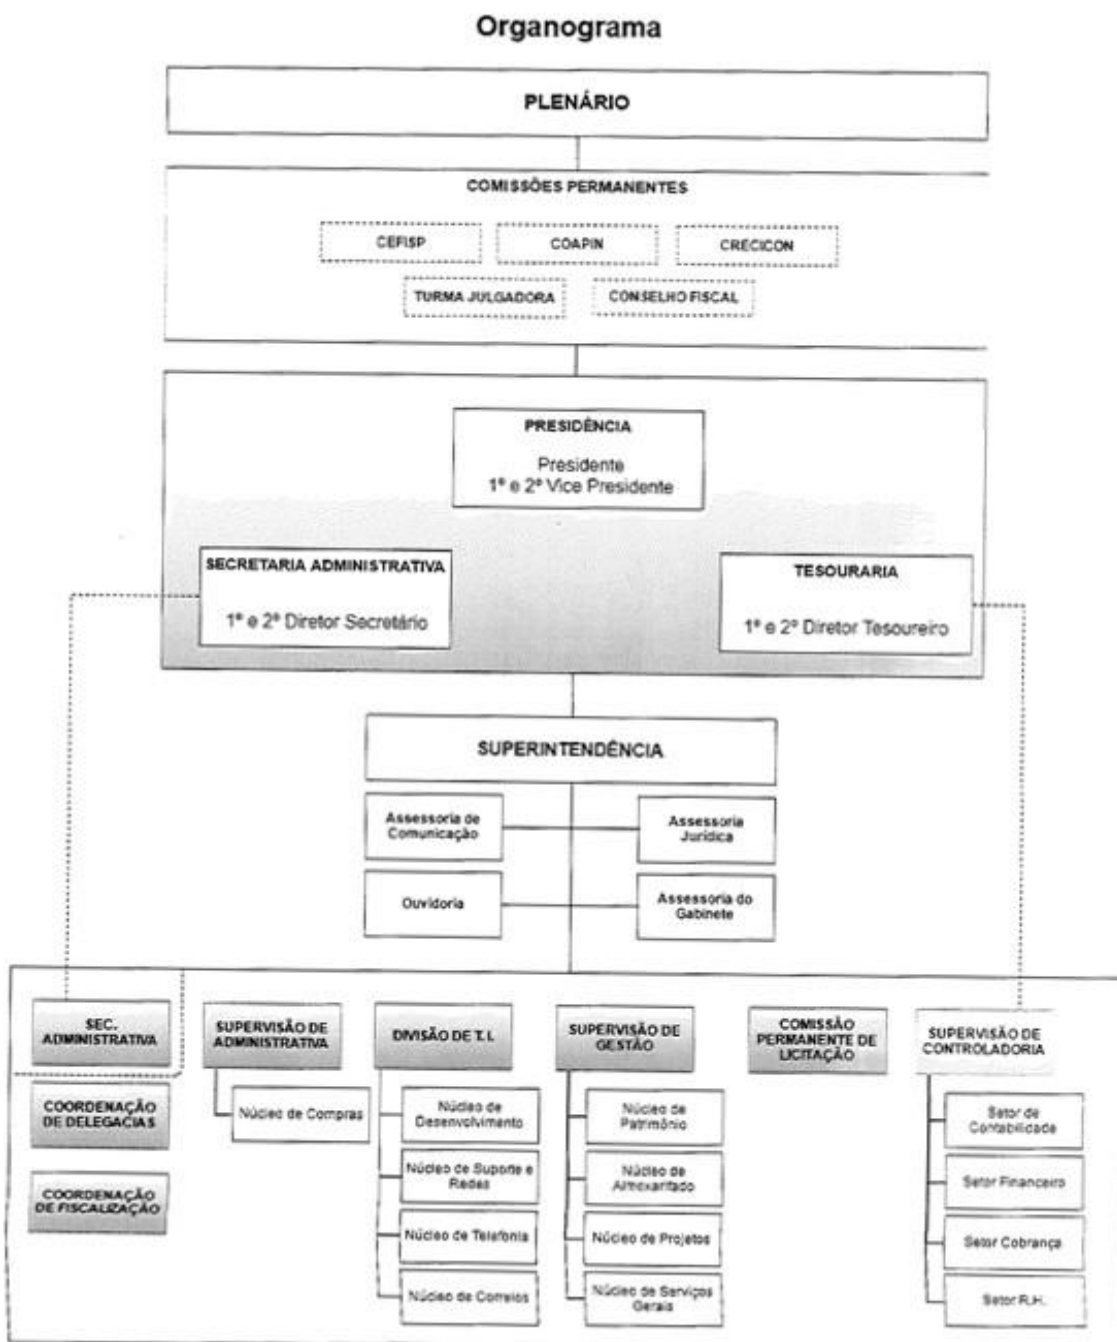 Organograma
PLENÁRIO
COMISSÕES PERMANENTES
CEFISP
COAPIN
CRECICON
TURMA JULGADORA
CONSELHO FISCAL
PRESIDÊNCIA
Presidente
1º e 2º Vice Presidente
SECRETARIA ADMINISTRATIVA
1º e 2º Diretor Secretário
TESOURARIA
1º e 2º Diretor Tesoureiro
SUPERINTENDÊNCIA
Assessoria de
Comunicação
Assessoria
Jurídica
Ouvidoria
Assessoria do
Gabinete
SEC.
ADMINISTRATIVA
COORDENAÇÃO
DE DELEGACIAS
COORDENAÇÃO
DE FISCALIZAÇÃO
SUPERVISÃO DE
ADMINISTRATIVA
Núcleo de Compras
DIVISÃO DE T.I.
Núcleo de
Desenvolvimento
Núcleo de Suporte e
Redes
Núcleo de Telefonia
Núcleo de Correios
SUPERVISÃO DE
GESTÃO
Núcleo de
Patrimônio
Núcleo de
Almoxarifado
Núcleo de Projetos
Núcleo de Serviços
Gerais
COMISSÃO
PERMANENTE DE
LICITAÇÃO
SUPERVISÃO DE
CONTROLADORIA
Setor de
Contabilidade
Setor Financeiro
Setor Cobrança
Setor R.H.